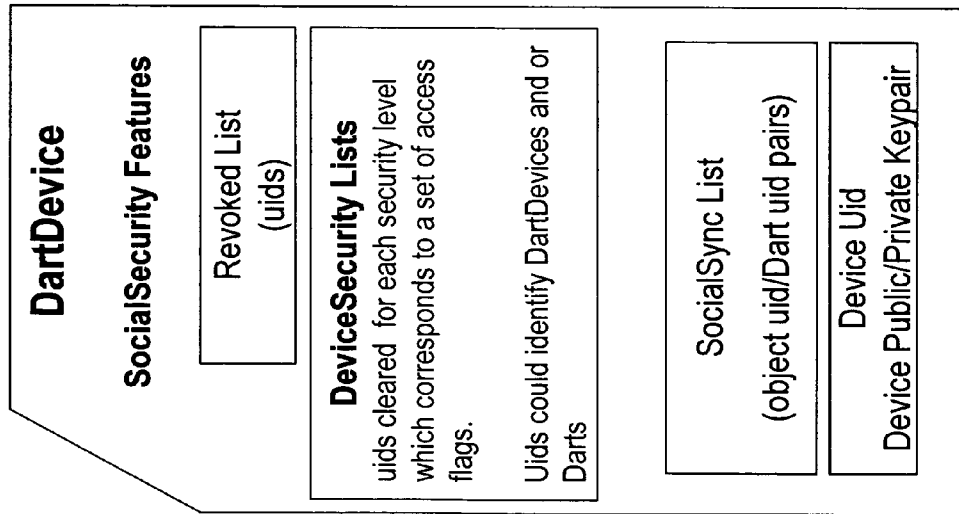 DartDevice
SocialSecurity Features
Revoked List
(uids)
DeviceSecurity Lists
uids cleared for each security level
which corresponds to a set of access
flags.
Uids could identify DartDevices and or
Darts
SocialSync List
(object uid/Dart uid pairs)
Device Uid
Device Public/Private Keypair